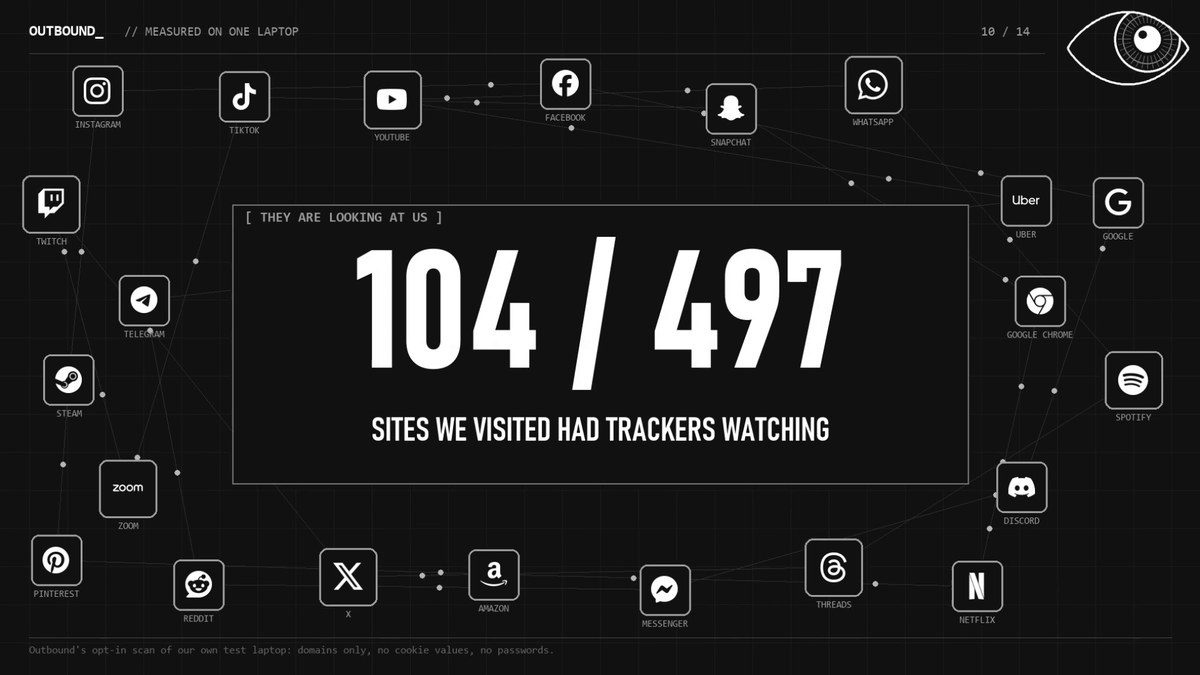 OUTBOUND_ // MEASURED ON ONE LAPTOP 10 / 14
INSTAGRAM
TIKTOK
YOUTUBE
FACEBOOK
SNAPCHAT
WHATSAPP
TWITCH
Uber
UBER
G
GOOGLE
[ THEY ARE LOOKING AT US ]
104 / 497
SITES WE VISITED HAD TRACKERS WATCHING
TELEGRAM
GOOGLE CHROME
STEAM
SPOTIFY
zoom
ZOOM
DISCORD
PINTEREST
REDDIT
X
X
a
AMAZON
MESSENGER
THREADS
N
NETFLIX
Outbound's opt-in scan of our own test laptop: domains only, no cookie values, no passwords.